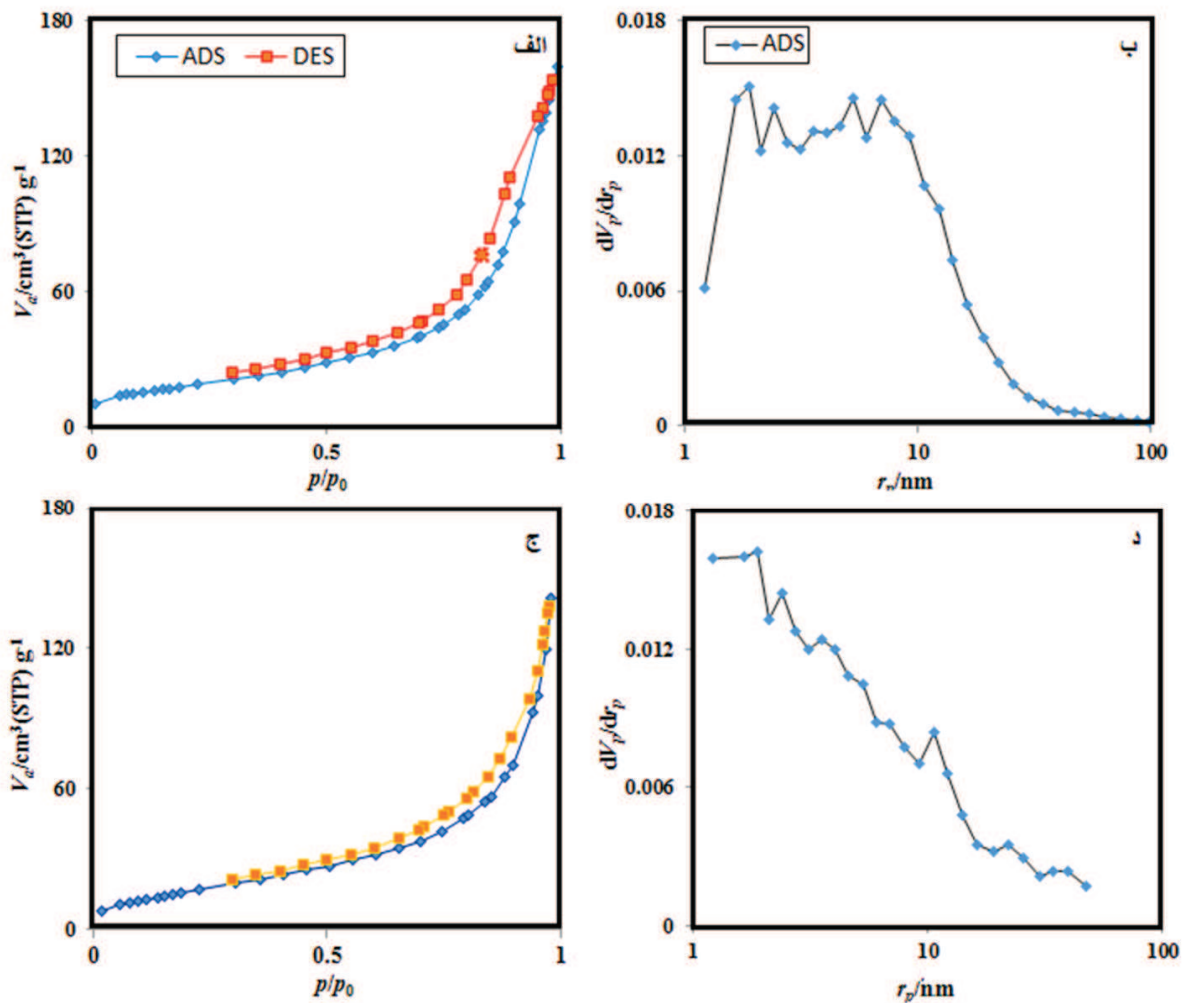 180
120
60
0
Vₐ/cm³(STP) g⁻¹
ADS DES
الف
0 0.5 1
p/p₀
0.018
0.012
0.006
0
dVₚ/drₚ
ADS
ب
1 10 100
/nm
180
120
60
0
Vₐ/cm³(STP) g⁻¹
ج
0 0.5 1
p/p₀
0.018
0.012
0.006
0
dVₚ/drₚ
د
1 10 100
rₚ/nm